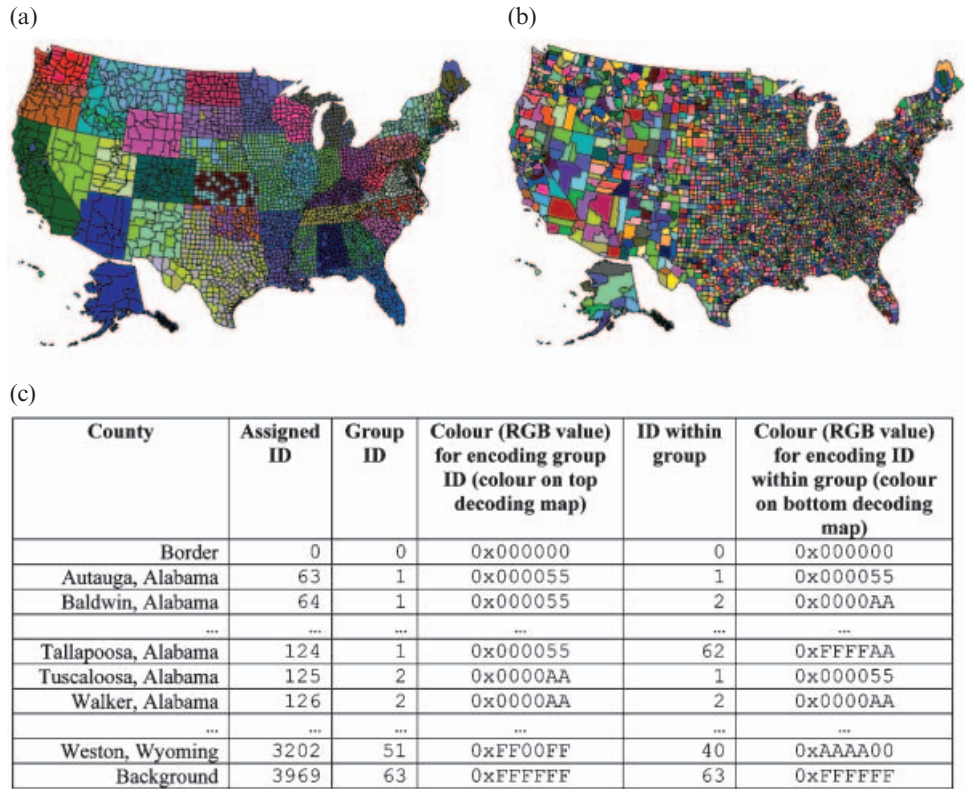 (a)
(b)
(c)
County
Assigned
ID
Group
ID
Colour (RGB value)
for encoding group
ID (colour on top
decoding map)
ID within
group
Colour (RGB value)
for encoding ID
within group (colour
on bottom decoding
map)
Border 0 0 0x000000 0 0x000000
Autauga, Alabama 63 1 0x000055 1 0x000055
Baldwin, Alabama 64 1 0x000055 2 0x0000AA
... ... ... ... ... ...
Tallapoosa, Alabama 124 1 0x000055 62 0xFFFFAA
Tuscaloosa, Alabama 125 2 0x0000AA 1 0x000055
Walker, Alabama 126 2 0x0000AA 2 0x0000AA
... ... ... ... ... ...
Weston, Wyoming 3202 51 0xFF00FF 40 0xAAAA00
Background 3969 63 0xFFFFFF 63 0xFFFFFF